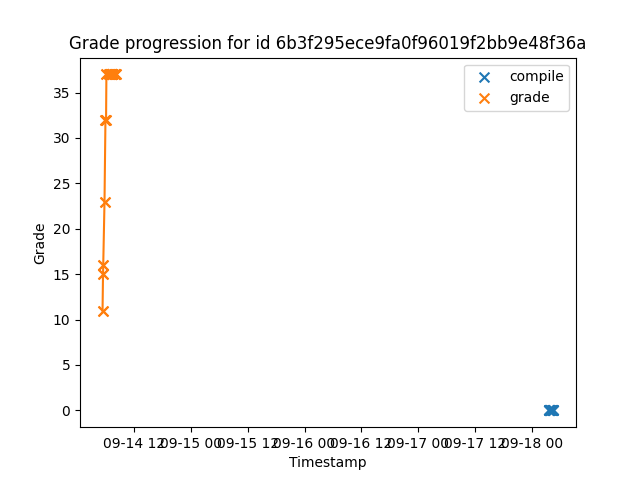 Grade progression for id 6b3f295ece9fa0f96019f2bb9e48f36a
compile
grade
35
30
25
20
15
10
5
0
Grade
09-14 12 09-15 00 09-15 12 09-16 00 09-16 12 09-17 00 09-17 12 09-18 00
Timestamp